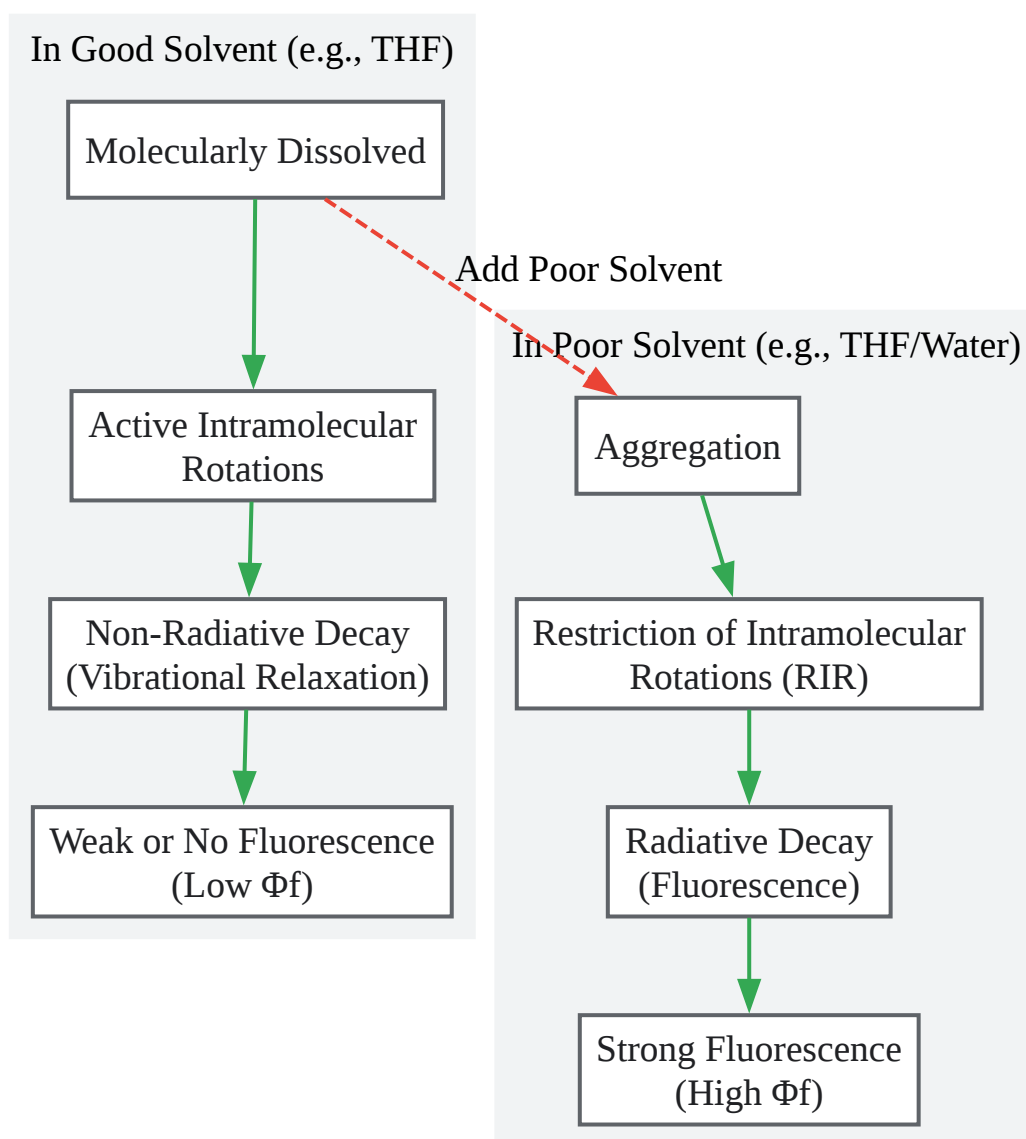 In Good Solvent (e.g., THF)
Molecularly Dissolved
Add Poor Solvent
In Poor Solvent (e.g., THF/Water)
Active Intramolecular
Rotations
Aggregation
Non-Radiative Decay
(Vibrational Relaxation)
Restriction of Intramolecular
Rotations (RIR)
Weak or No Fluorescence
(Low Φf)
Radiative Decay
(Fluorescence)
Strong Fluorescence
(High Φf)